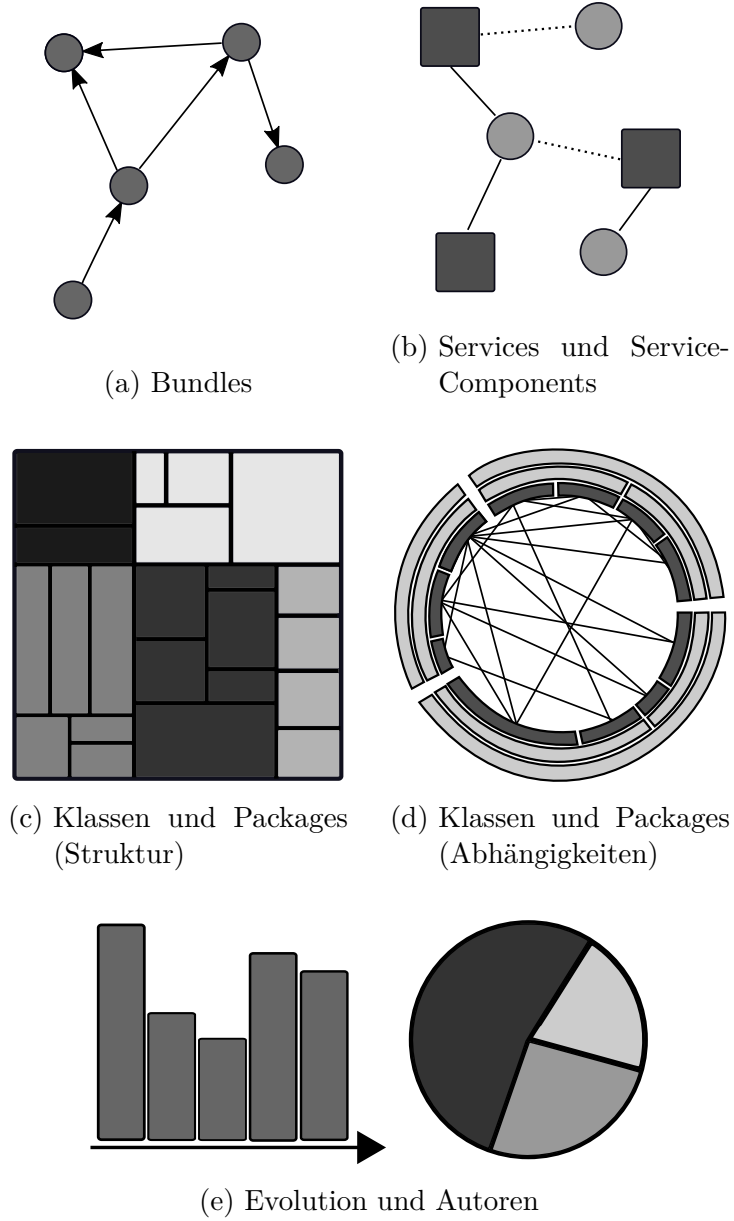 (a) Bundles
(b) Services und Service-
Components
(c) Klassen und Packages
(Struktur)
(d) Klassen und Packages
(Abhängigkeiten)
(e) Evolution und Autoren